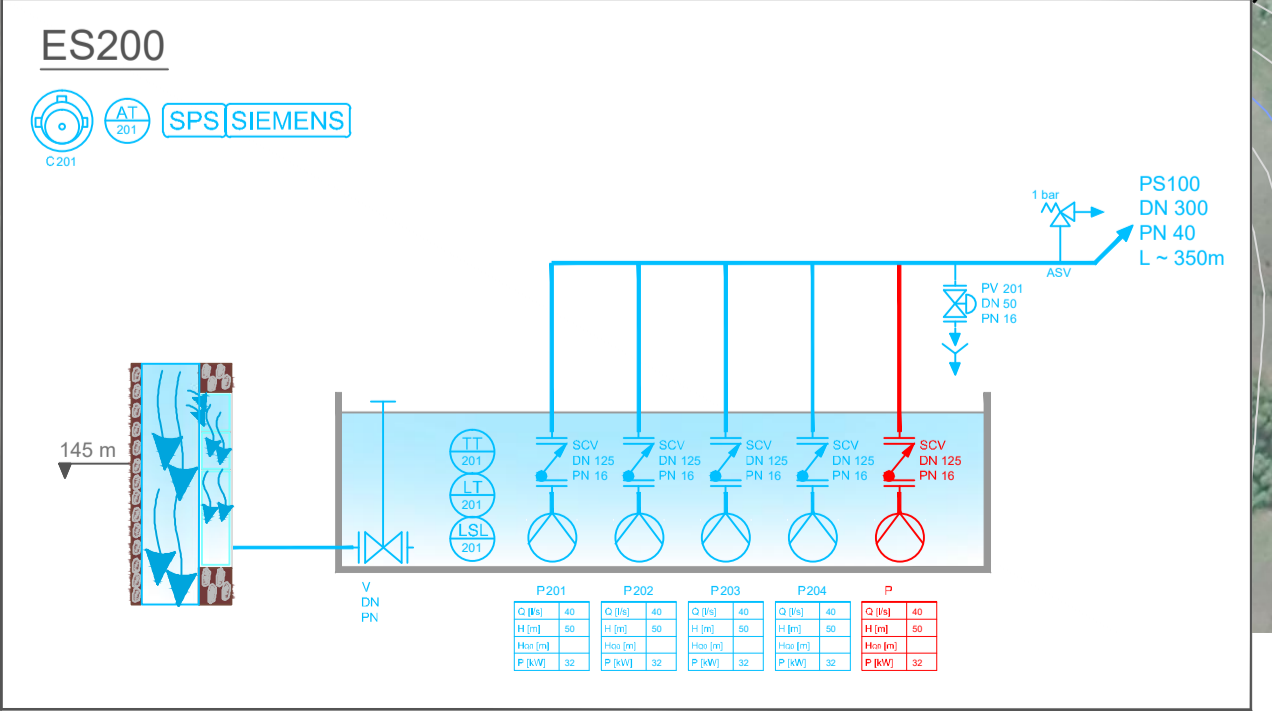 ES200
C201
AT
201
SPS SIEMENS
1 bar
PS100
DN 300
PN 40
L ~ 350m
ASV
PV 201
DN 50
PN 16
145 m
TT
201
LT
201
LSL
201
SCV
DN 125
PN 16
SCV
DN 125
PN 16
SCV
DN 125
PN 16
SCV
DN 125
PN 16
SCV
DN 125
PN 16
V
DN
PN
P201
Q [l/s] 40
H [m] 50
P [kW] 32
P202
Q [l/s] 40
H [m] 50
P [kW] 32
P203
Q [l/s] 40
H [m] 50
P [kW] 32
P204
Q [l/s] 40
H [m] 50
P [kW] 32
P
Q [l/s] 40
H [m] 50
P [kW] 32